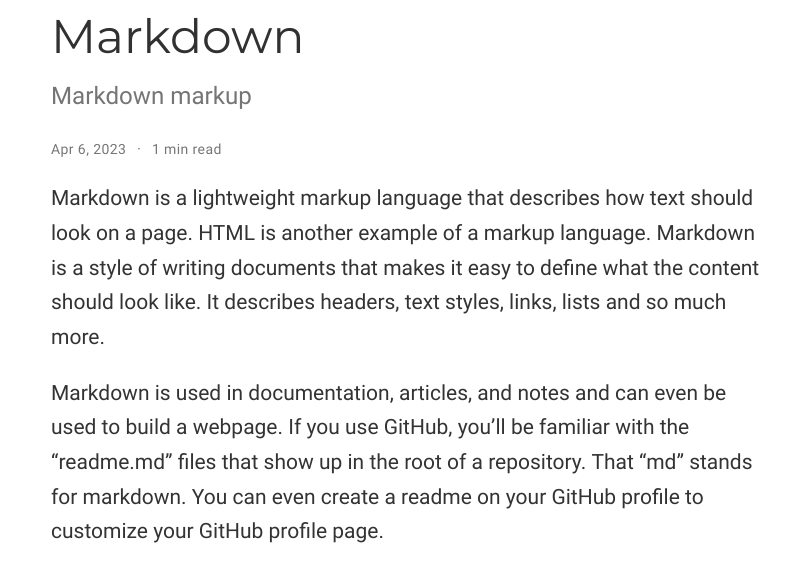 Markdown
Markdown markup
Apr 6, 2023 · 1 min read
Markdown is a lightweight markup language that describes how text should
look on a page. HTML is another example of a markup language. Markdown
is a style of writing documents that makes it easy to define what the content
should look like. It describes headers, text styles, links, lists and so much
more.
Markdown is used in documentation, articles, and notes and can even be
used to build a webpage. If you use GitHub, you’ll be familiar with the
“readme.md” files that show up in the root of a repository. That “md” stands
for markdown. You can even create a readme on your GitHub profile to
customize your GitHub profile page.